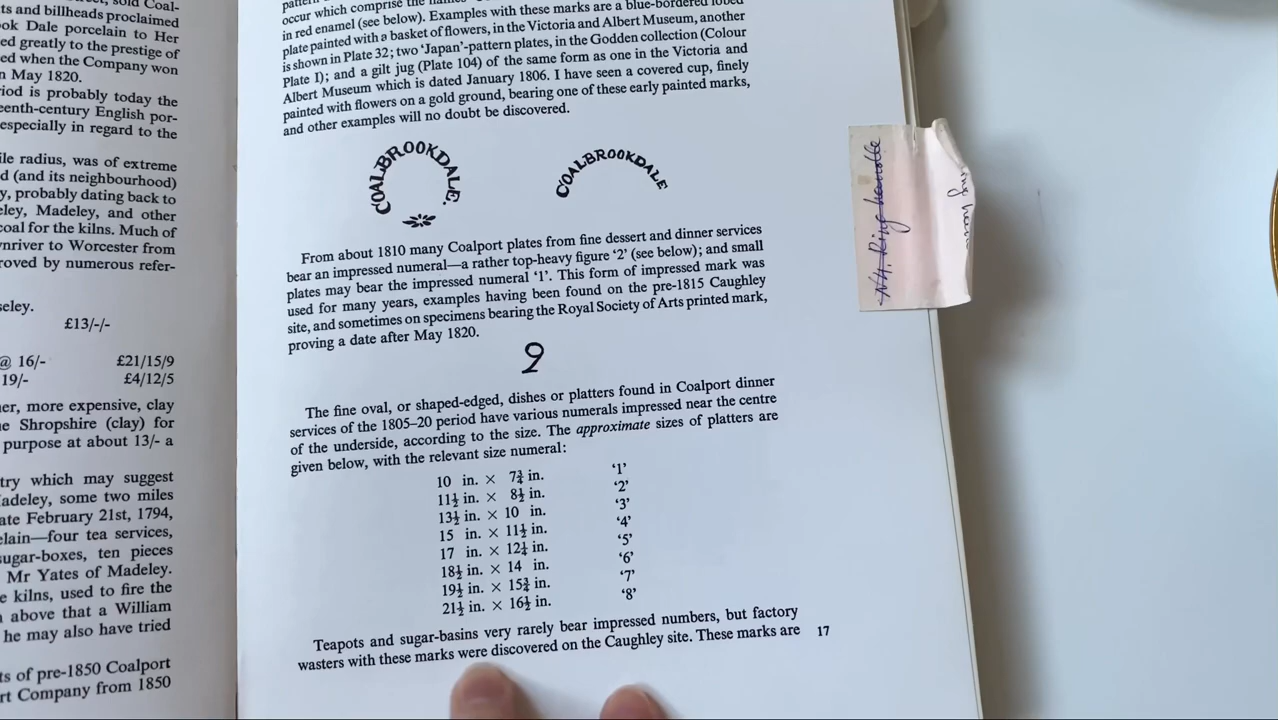 sold Coal-
ts and billheads proclaimed
ok Dale porcelain to Her
ed greatly to the prestige of
ed when the Company won
n May 1820.
iod is probably today the
eenth-century English por-
especially in regard to the
ile radius, was of extreme
d (and its neighbourhood)
y, probably dating back to
eley, Madeley, and other
coal for the kilns. Much of
wnriver to Worcester from
roved by numerous refer-
seley.
£13/-/-
@ 16/- £21/15/9
19/- £4/12/5
er, more expensive, clay
e Shropshire (clay) for
purpose at about 13/- a
try which may suggest
adeley, some two miles
ate February 21st, 1794,
elain—four tea services,
sugar-boxes, ten pieces
Mr Yates of Madeley.
e kilns, used to fire the
above that a William
he may also have tried
ts of pre-1850 Coalport
rt Company from 1850
occur which comprise the
in red enamel (see below). Examples with these marks are a blue-bordered lobed
plate painted with a basket of flowers, in the Victoria and Albert Museum, another
is shown in Plate 32; two ‘Japan’-pattern plates, in the Godden collection (Colour
Plate I); and a gilt jug (Plate 104) of the same form as one in the Victoria and
Albert Museum which is dated January 1806. I have seen a covered cup, finely
painted with flowers on a gold ground, bearing one of these early painted marks,
and other examples will no doubt be discovered.
COALBROOKDALE. COALBROOKDALE
From about 1810 many Coalport plates from fine dessert and dinner services
bear an impressed numeral—a rather top-heavy figure ‘2’ (see below); and small
plates may bear the impressed numeral ‘1’. This form of impressed mark was
used for many years, examples having been found on the pre-1815 Caughley
site, and sometimes on specimens bearing the Royal Society of Arts printed mark,
proving a date after May 1820.
2
The fine oval, or shaped-edged, dishes or platters found in Coalport dinner
services of the 1805–20 period have various numerals impressed near the centre
of the underside, according to the size. The approximate sizes of platters are
given below, with the relevant size numeral:
10 in. × 7¾ in. ‘1’
11½ in. × 8½ in. ‘2’
13½ in. × 10 in. ‘3’
15 in. × 11½ in. ‘4’
17 in. × 12¼ in. ‘5’
18½ in. × 14 in. ‘6’
19½ in. × 15¾ in. ‘7’
21½ in. × 16½ in. ‘8’
Teapots and sugar-basins very rarely bear impressed numbers, but factory
wasters with these marks were discovered on the Caughley site. These marks are
17